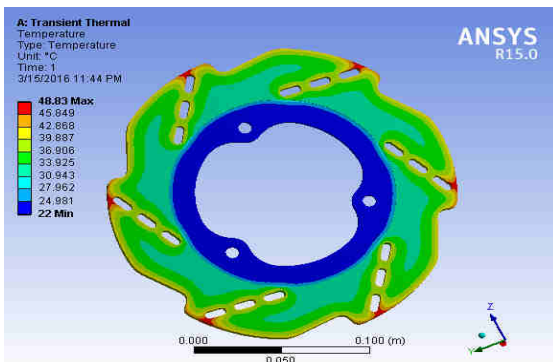 A: Transient Thermal
Temperature
Type: Temperature
Unit: °C
Time: 1
3/15/2016 11:44 PM
ANSYS
R15.0
48.83 Max
45.849
42.868
39.887
36.906
33.925
30.943
27.962
24.981
22 Min
0.000
0.100 (m)
0.050
Z
Y